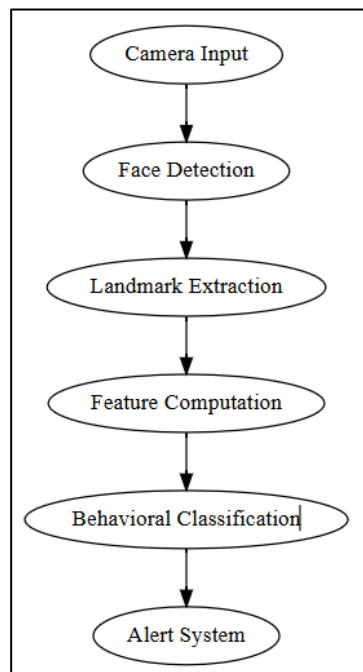 Camera Input
Face Detection
Landmark Extraction
Feature Computation
Behavioral Classification
Alert System